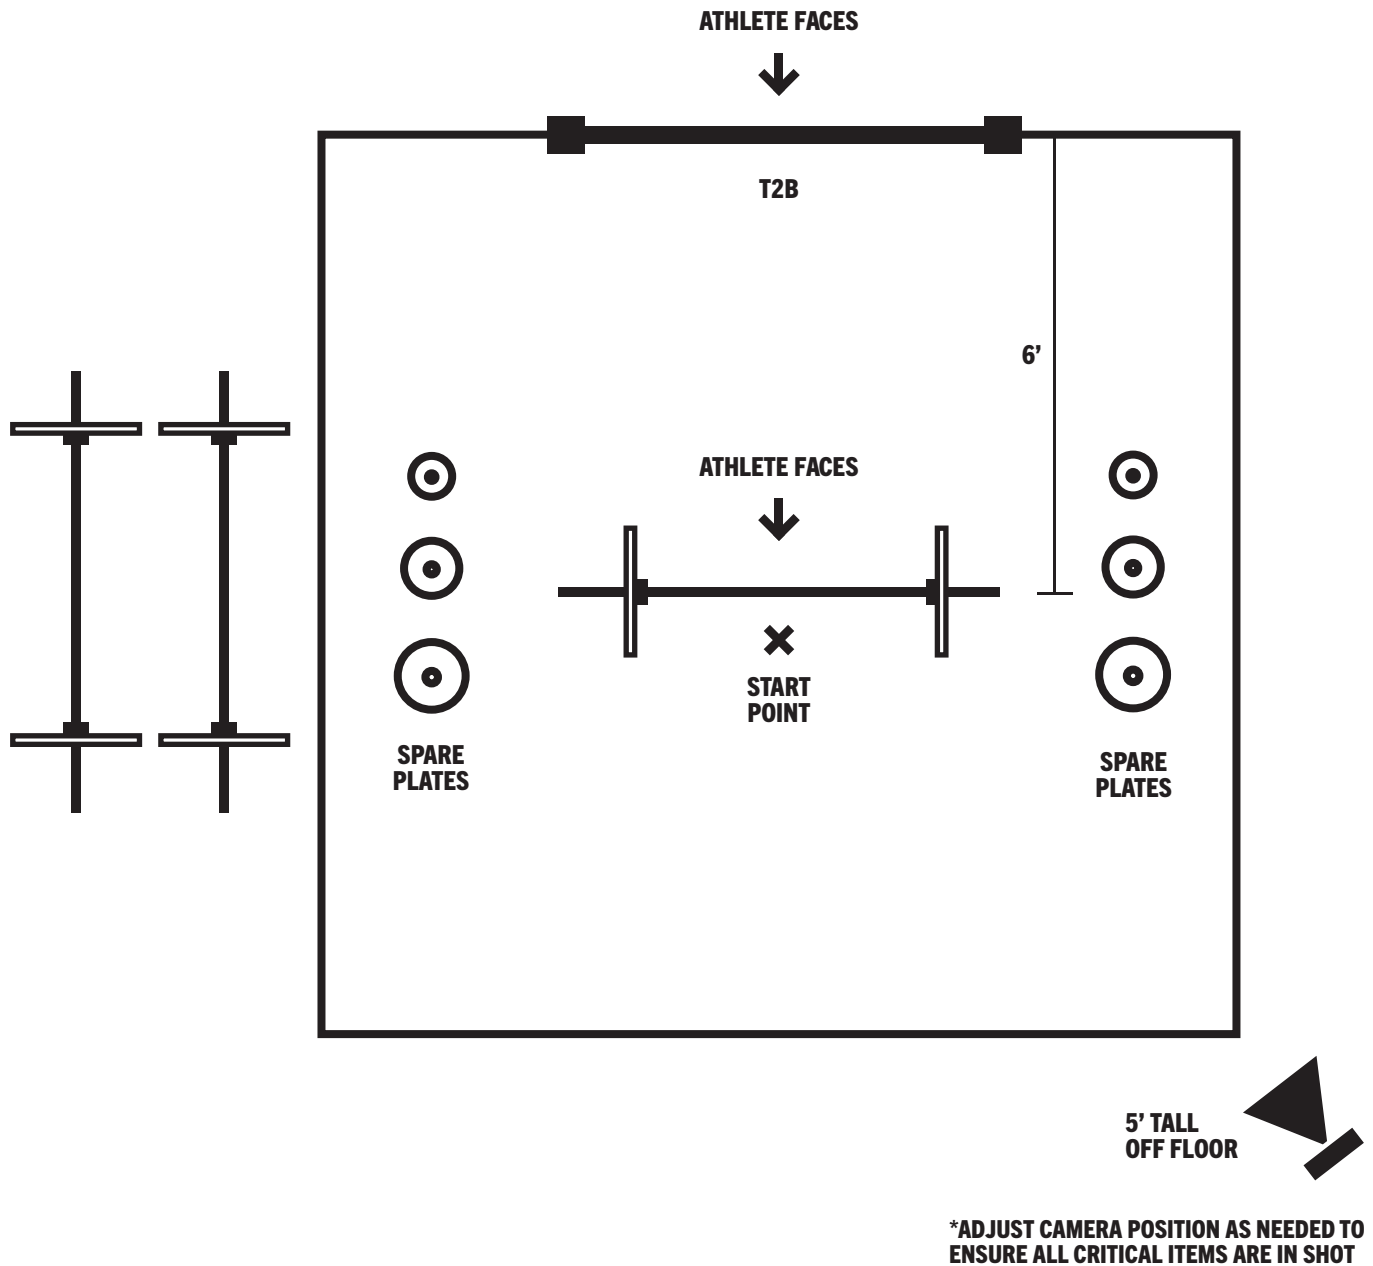 ATHLETE FACES
T2B
6’
ATHLETE FACES
START
POINT
SPARE
PLATES
SPARE
PLATES
5’ TALL
OFF FLOOR
*ADJUST CAMERA POSITION AS NEEDED TO
ENSURE ALL CRITICAL ITEMS ARE IN SHOT